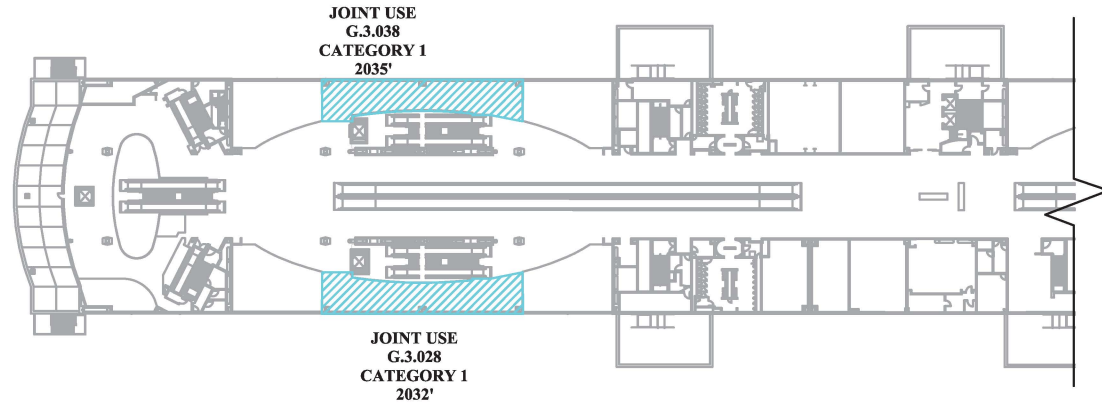 JOINT USE
G.3.038
CATEGORY 1
2035'
JOINT USE
G.3.028
CATEGORY 1
2032'